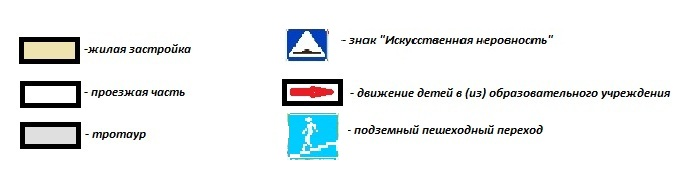 -жилая застройка
- проезжая часть
- тротаур
- знак "Искусственная неровность"
- движение детей в (из) образовательного учреждения
- подземный пешеходный переход